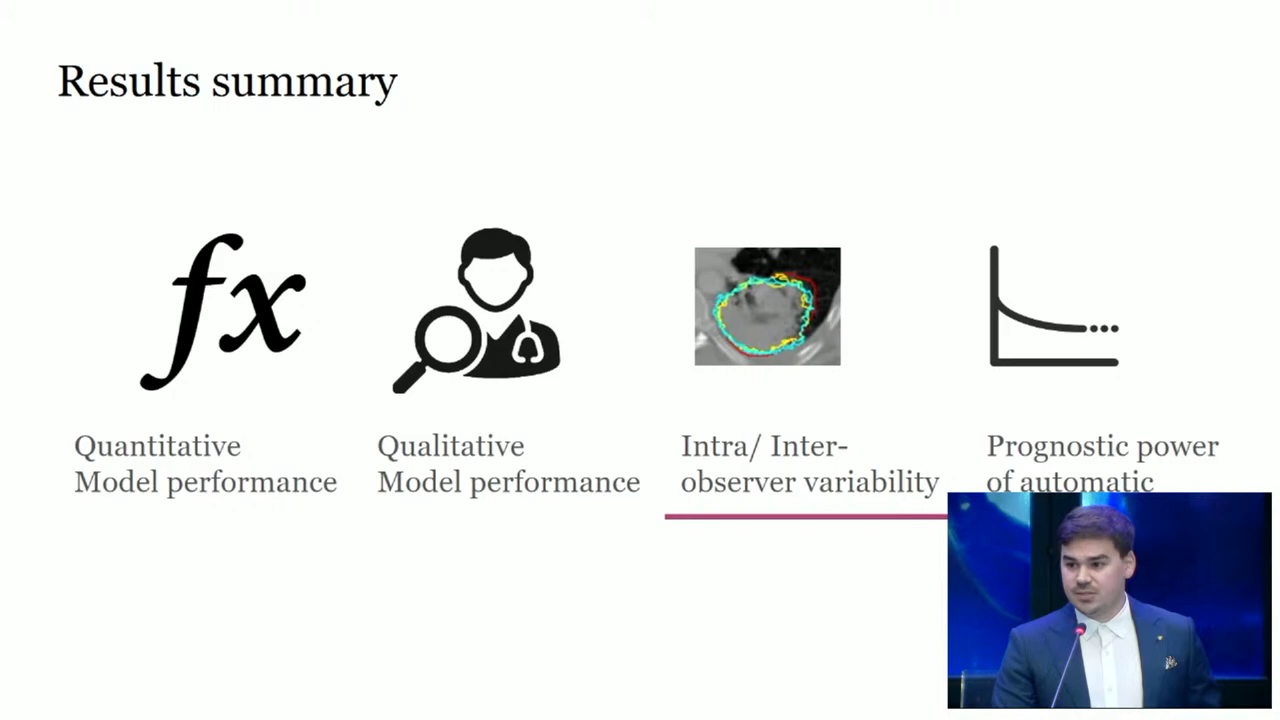 Results summary
fx
Quantitative
Model performance
Qualitative
Model performance
Intra/ Inter-
observer variability
Prognostic power
of automatic